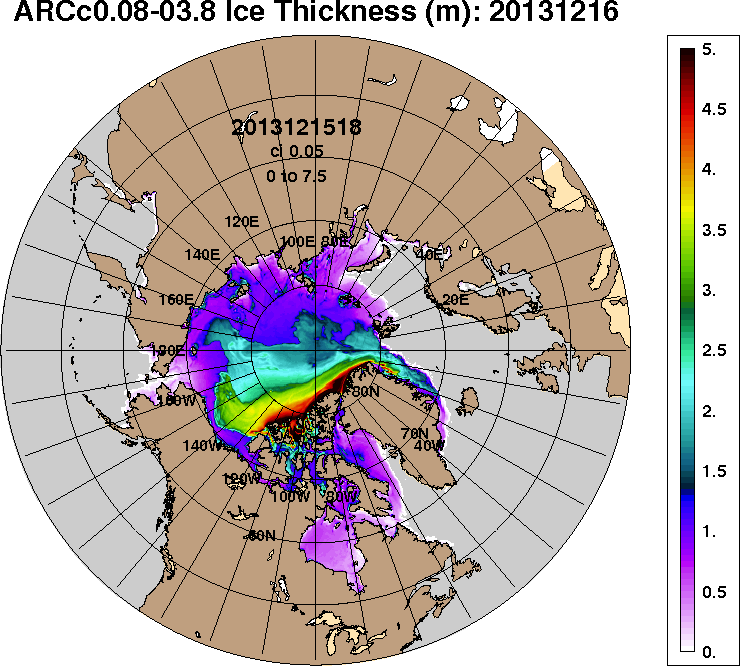 ARCc0.08-03.8 Ice Thickness (m): 20131216
2013121518
ci 0.05
0 to 7.5
120E
100E 80E
140E
40E
160E
20E
180E
160W
80N
70N
140W
40W
120W
100W
80W
60N
5.
4.5
4.
3.5
3.
2.5
2.
1.5
1.
0.5
0.